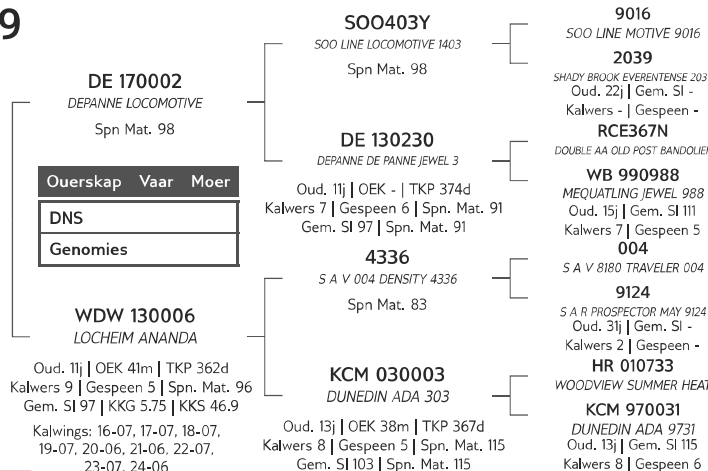 9
DE 170002
DEPANNE LOCOMOTIVE
Spn Mat. 98
Ouerskap Vaar Moer
DNS
Genomies
WDW 130006
LOCHEIM ANANDA
Oud. 11j | OEK 41m | TKP 362d
Kalwers 9 | Gespeen 5 | Spn. Mat. 96
Gem. SI 97 | KKG 5.75 | KKS 46.9
Kalwings: 16-07, 17-07, 18-07,
19-07, 20-06, 21-06, 22-07,
23-07, 24-06
SOO403Y
SOO LINE LOCOMOTIVE 1403
Spn Mat. 98
DE 130230
DEPANNE DE PANNE JEWEL 3
Oud. 11j | OEK - | TKP 374d
Kalwers 7 | Gespeen 6 | Spn. Mat. 91
Gem. SI 97 | Spn. Mat. 91
4336
S A V 004 DENSITY 4336
Spn Mat. 83
KCM 030003
DUNEDIN ADA 303
Oud. 13j | OEK 38m | TKP 367d
Kalwers 8 | Gespeen 5 | Spn. Mat. 115
Gem. SI 103 | Spn. Mat. 115
9016
SOO LINE MOTIVE 9016
2039
SHADY BROOK EVERENTENSE 203
Oud. 22j | Gem. SI -
Kalwers - | Gespeen -
RCE367N
DOUBLE AA OLD POST BANDOLIER
WB 990988
MEQUATLING JEWEL 988
Oud. 15j | Gem. SI 111
Kalwers 7 | Gespeen 5
004
S A V 8180 TRAVELER 004
9124
S A R PROSPECTOR MAY 9124
Oud. 31j | Gem. SI -
Kalwers 2 | Gespeen -
HR 010733
WOODVIEW SUMMER HEAT
KCM 970031
DUNEDIN ADA 9731
Oud. 13j | Gem. SI 115
Kalwers 8 | Gespeen 6